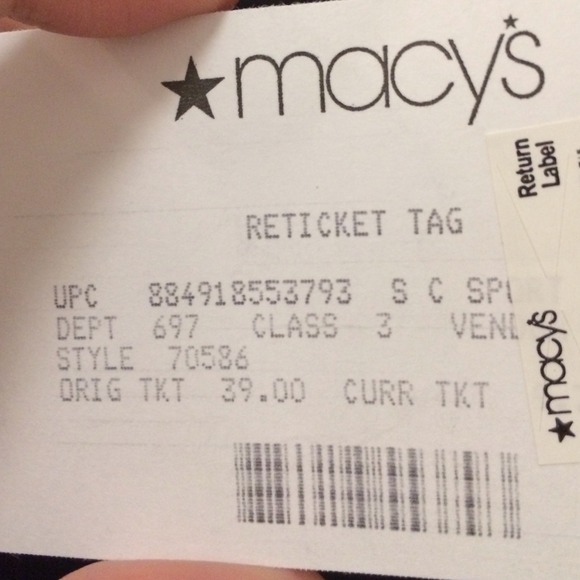 macy's
RETICKET TAG
UPC 884918553793 S C
DEPT 697 CLASS 3
STYLE 70586
ORIG TKT 39.00 CURR TKT
Return
Label
macy's